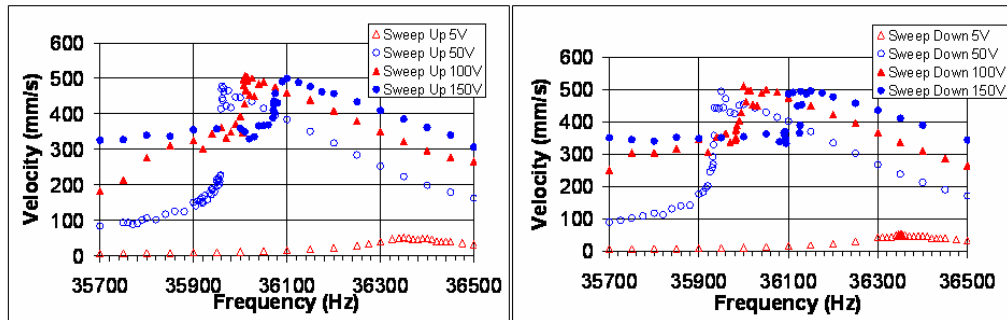 Velocity (mm/s)
600
500
400
300
200
100
0
35700 35900 36100 36300 36500
Frequency (Hz)
Sweep Up 5V
Sweep Up 50V
Sweep Up 100V
Sweep Up 150V
Velocity (mm/s)
600
500
400
300
200
100
0
35700 35900 36100 36300 36500
Frequency (Hz)
Sweep Down 5V
Sweep Down 50V
Sweep Down 100V
Sweep Down 150V